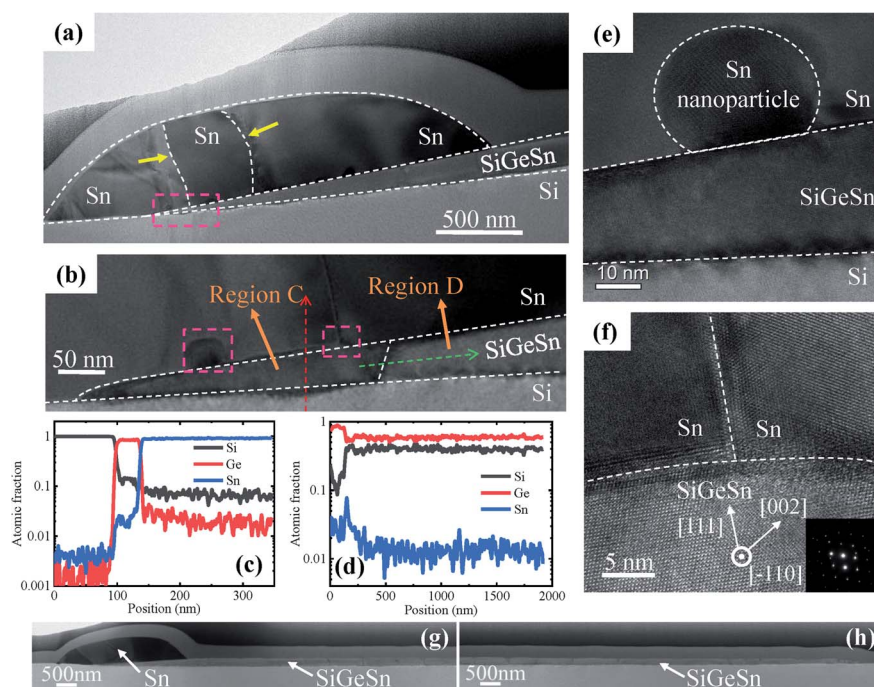 (a)
Sn
Sn
Sn
SiGeSn
Si
500 nm
(b)
Region C
Region D
Sn
SiGeSn
Si
50 nm
1
0.1
0.01
0.001
Atomic fraction
Si
Ge
Sn
(c)
0
100
200
300
Position (nm)
1
0.1
0.01
Atomic fraction
Si
Ge
Sn
(d)
0
500
1000
1500
2000
Position (nm)
(e)
Sn
nanoparticle
Sn
SiGeSn
Si
10 nm
(f)
Sn
Sn
SiGeSn
[111]
[002]
[-110]
5 nm
(g)
500nm
Sn
SiGeSn
(h)
500nm
SiGeSn